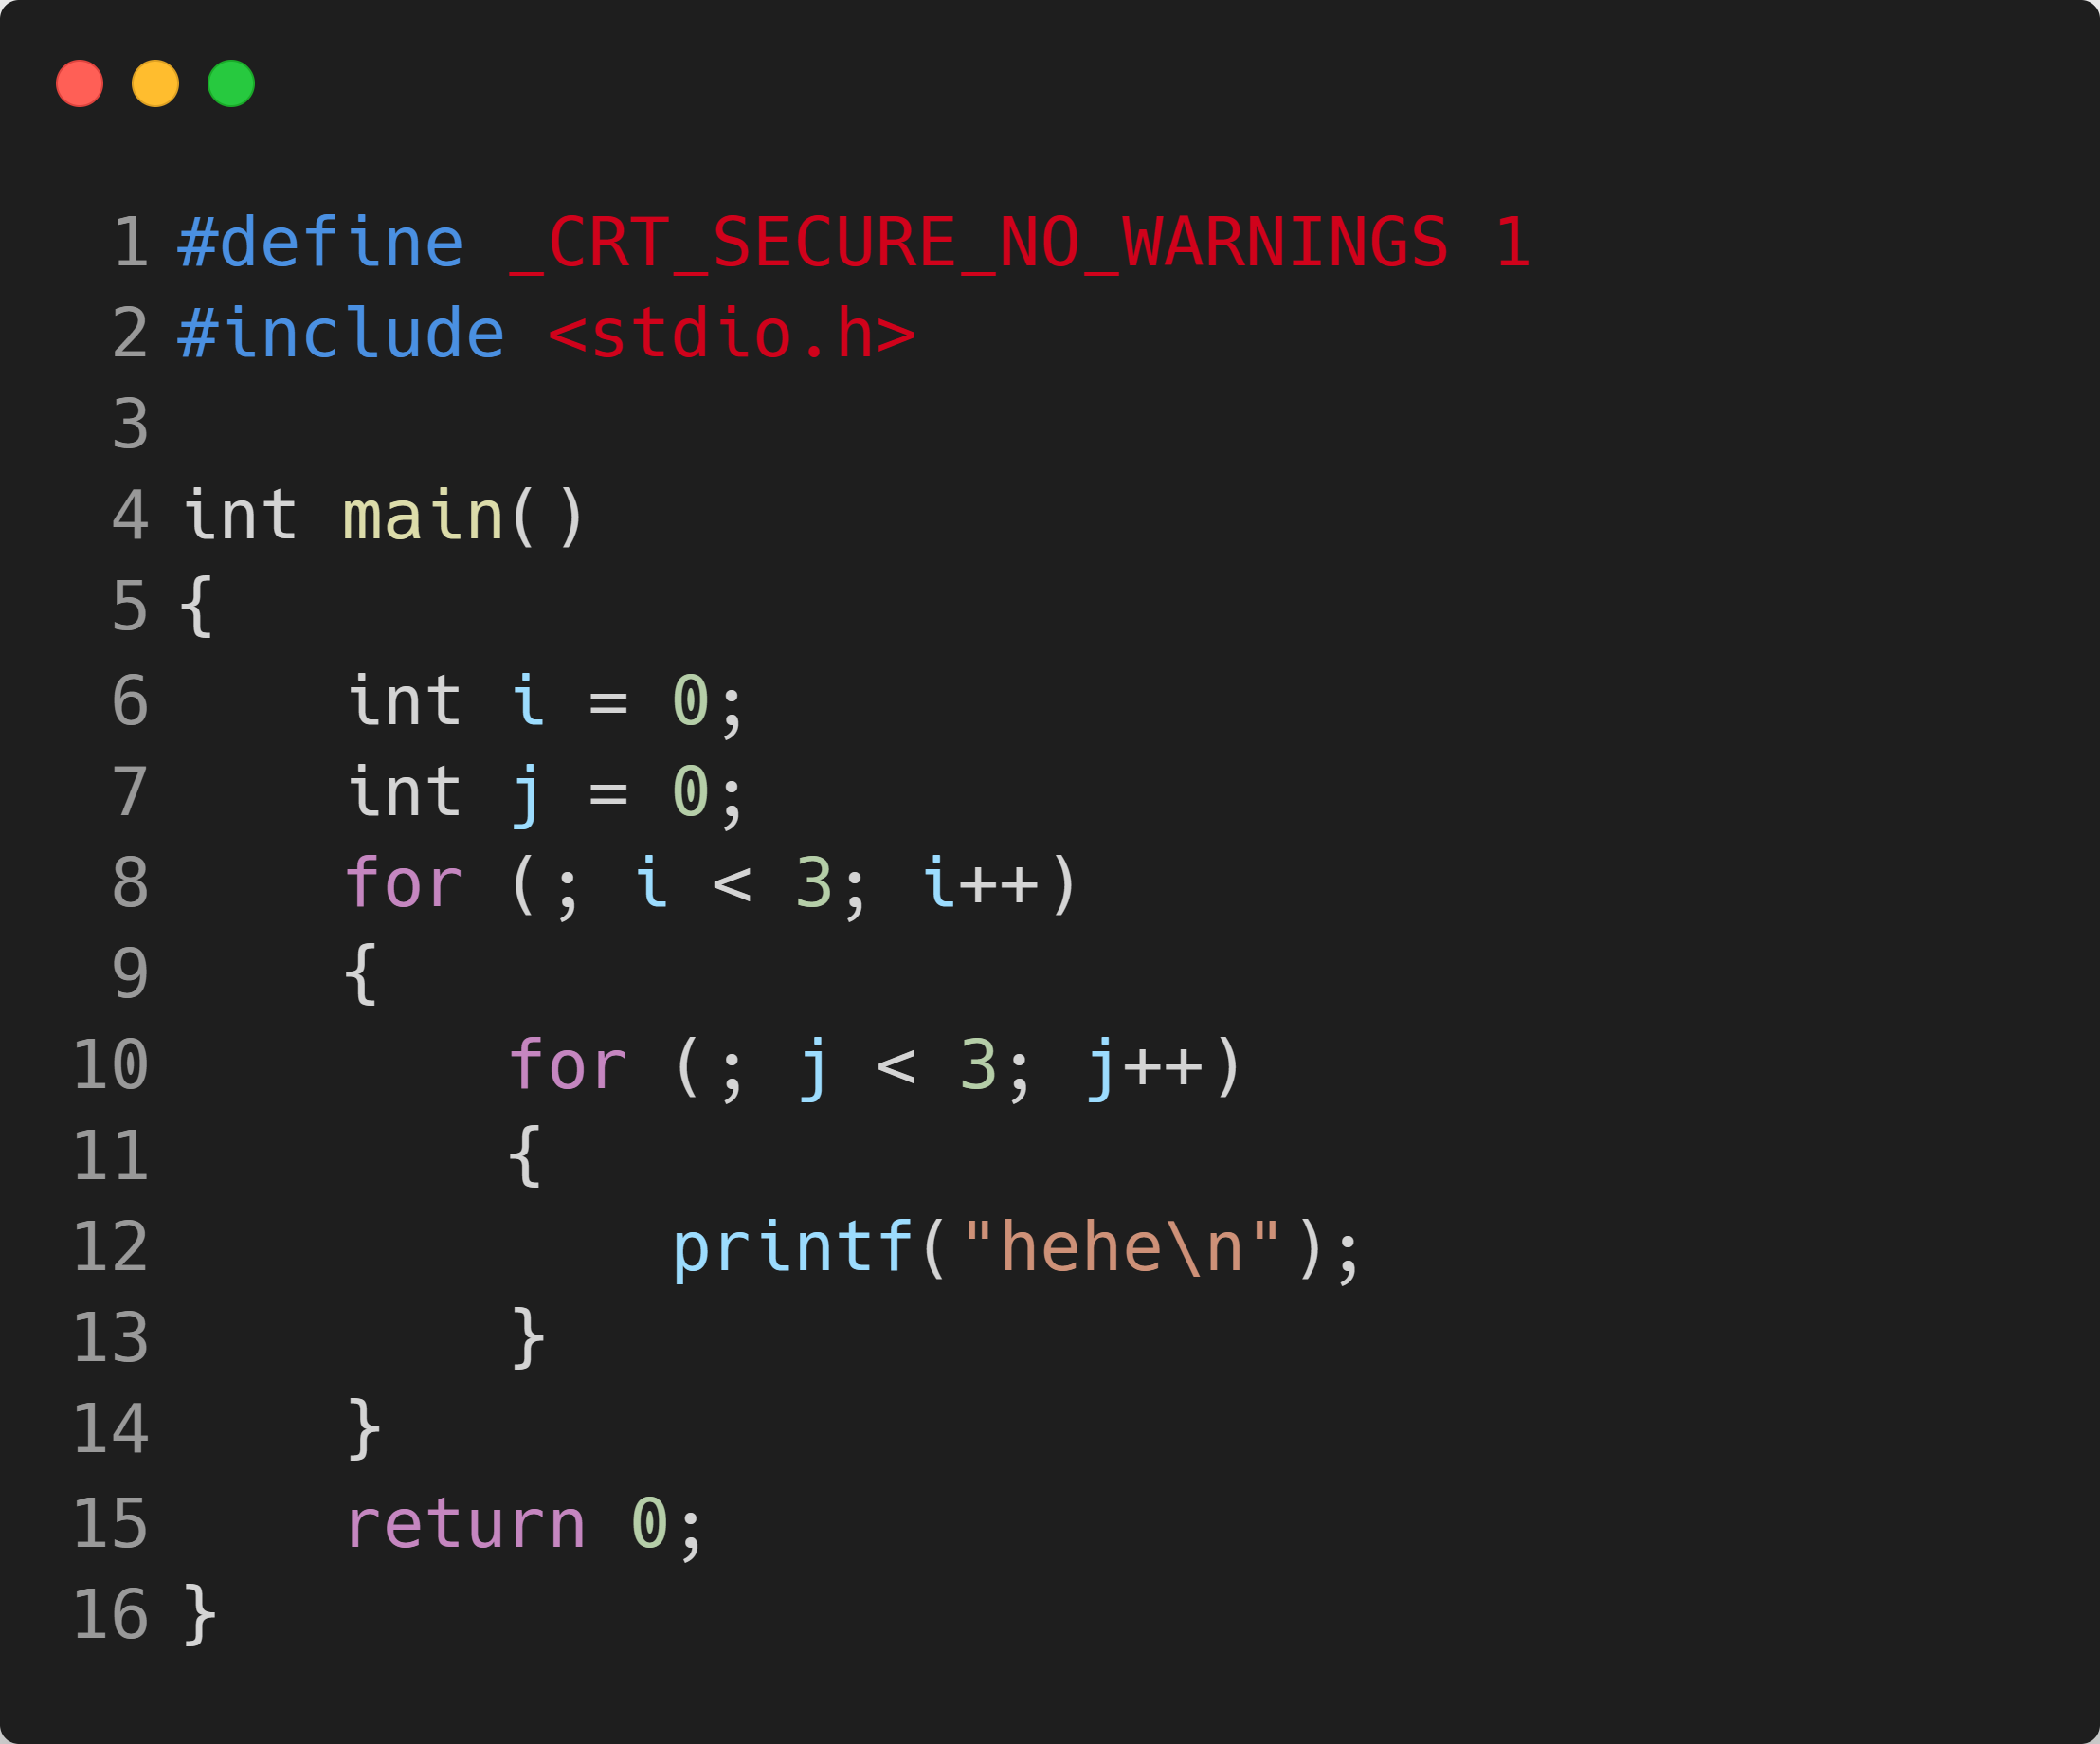 1 #define _CRT_SECURE_NO_WARNINGS 1
2 #include <stdio.h>
3
4 int main()
5 {
6     int i = 0;
7     int j = 0;
8     for (; i < 3; i++)
9     {
10         for (; j < 3; j++)
11         {
12             printf("hehe\n");
13         }
14     }
15     return 0;
16 }